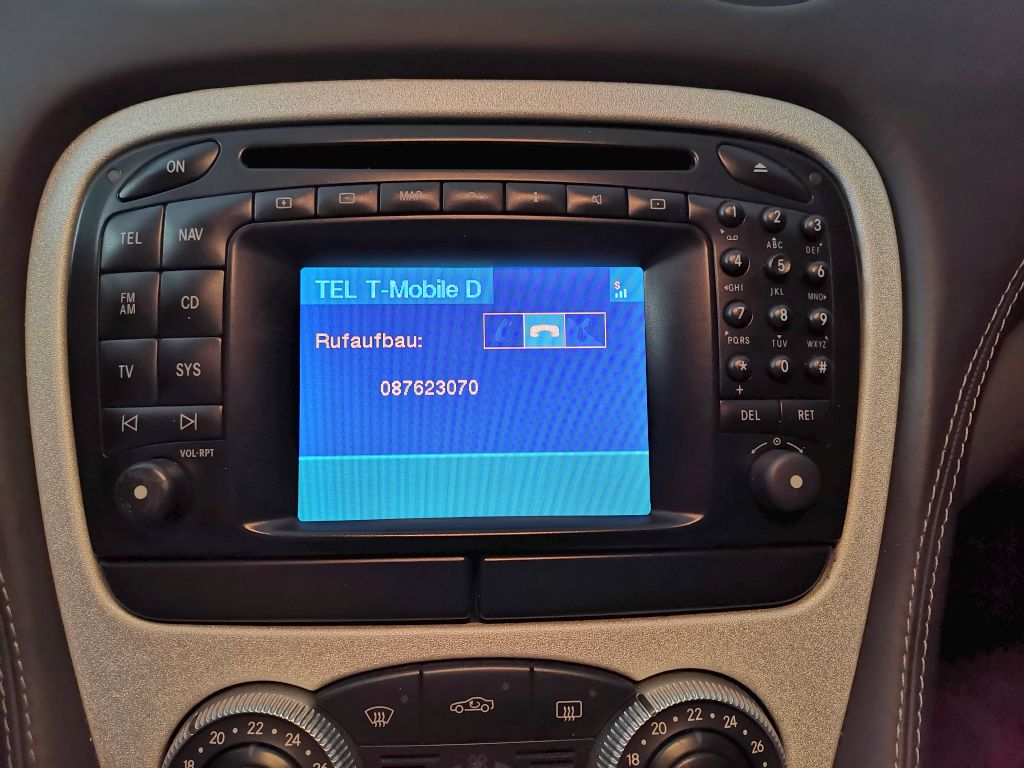 ON
MAP
TEL
NAV
FM
AM
CD
TV
SYS
VOL·RPT
TEL T-Mobile D
S
Rufaufbau:
087623070
1
2
3
ABC
DEF
4
5
6
GHI
JKL
MNO
7
8
9
PQRS
TUV
WXYZ
*
0
#
+
DEL
RET
18
20
22
24
26
18
20
22
24
26